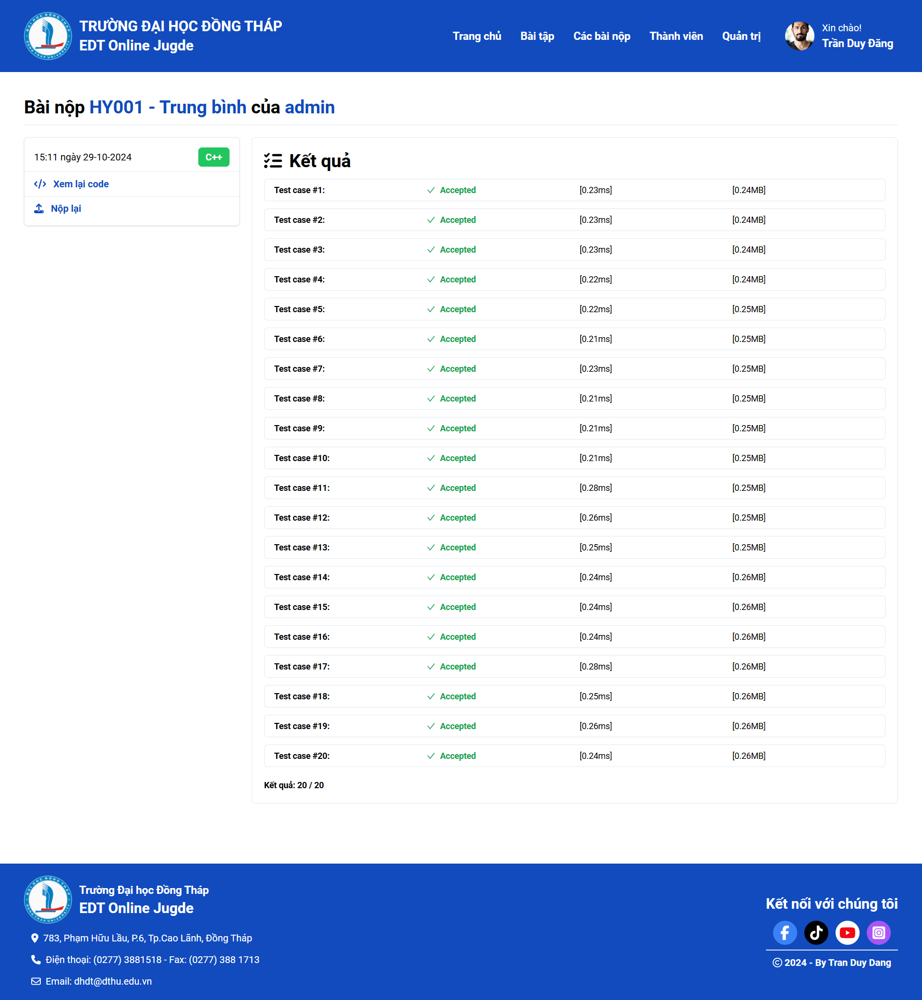 TRƯỜNG ĐẠI HỌC ĐỒNG THÁP
EDT Online Jugde
Trang chủ Bài tập Các bài nộp Thành viên Quản trị
Xin chào!
Trần Duy Đăng
Bài nộp HY001 - Trung bình của admin
15:11 ngày 29-10-2024 C++
Xem lại code
Nộp lại
Kết quả
Test case #1: Accepted [0.23ms] [0.24MB]
Test case #2: Accepted [0.23ms] [0.24MB]
Test case #3: Accepted [0.23ms] [0.24MB]
Test case #4: Accepted [0.22ms] [0.24MB]
Test case #5: Accepted [0.22ms] [0.25MB]
Test case #6: Accepted [0.21ms] [0.25MB]
Test case #7: Accepted [0.23ms] [0.25MB]
Test case #8: Accepted [0.21ms] [0.25MB]
Test case #9: Accepted [0.21ms] [0.25MB]
Test case #10: Accepted [0.21ms] [0.25MB]
Test case #11: Accepted [0.28ms] [0.25MB]
Test case #12: Accepted [0.26ms] [0.25MB]
Test case #13: Accepted [0.25ms] [0.25MB]
Test case #14: Accepted [0.24ms] [0.26MB]
Test case #15: Accepted [0.24ms] [0.26MB]
Test case #16: Accepted [0.24ms] [0.26MB]
Test case #17: Accepted [0.28ms] [0.26MB]
Test case #18: Accepted [0.25ms] [0.26MB]
Test case #19: Accepted [0.26ms] [0.26MB]
Test case #20: Accepted [0.24ms] [0.26MB]
Kết quả: 20 / 20
ĐẠI HỌC ĐỒNG THÁP
DONG THAP UNIVERSITY
Trường Đại học Đồng Tháp
EDT Online Jugde
783, Phạm Hữu Lầu, P.6, Tp.Cao Lãnh, Đồng Tháp
Điện thoại: (0277) 3881518 - Fax: (0277) 388 1713
Email: dhdt@dthu.edu.vn
Kết nối với chúng tôi
© 2024 - By Tran Duy Dang